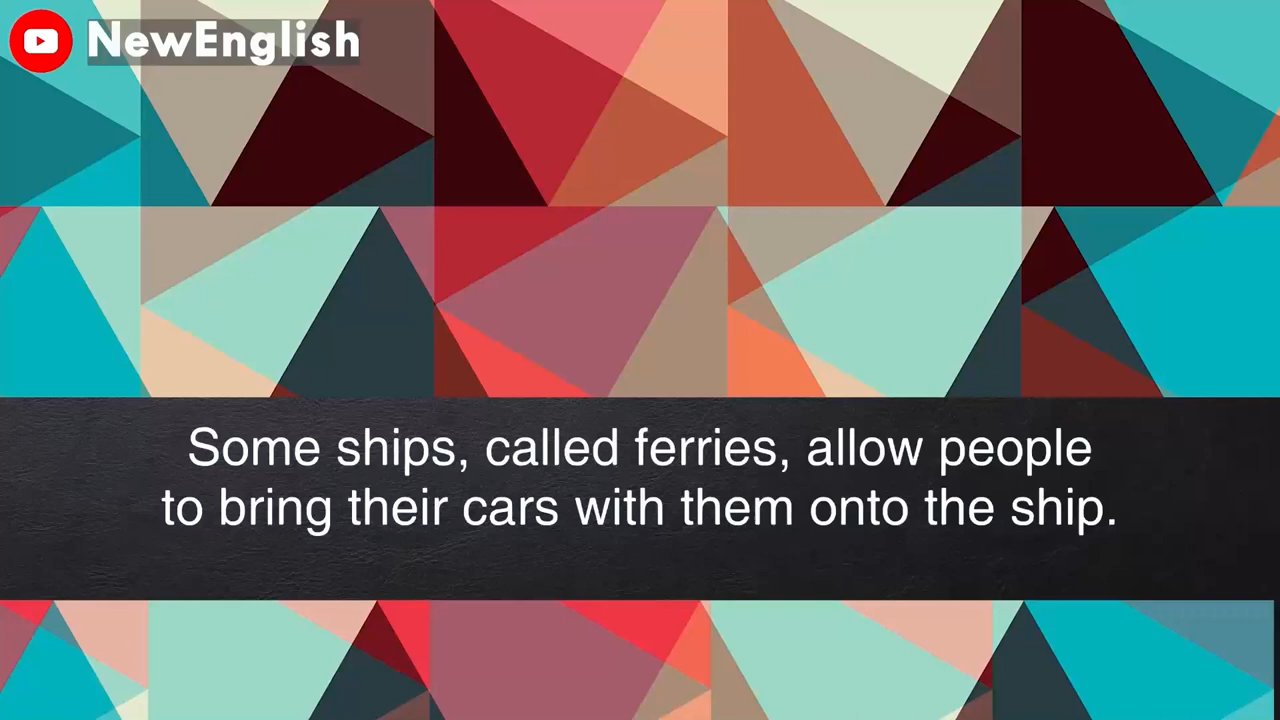 NewEnglish
Some ships, called ferries, allow people
to bring their cars with them onto the ship.